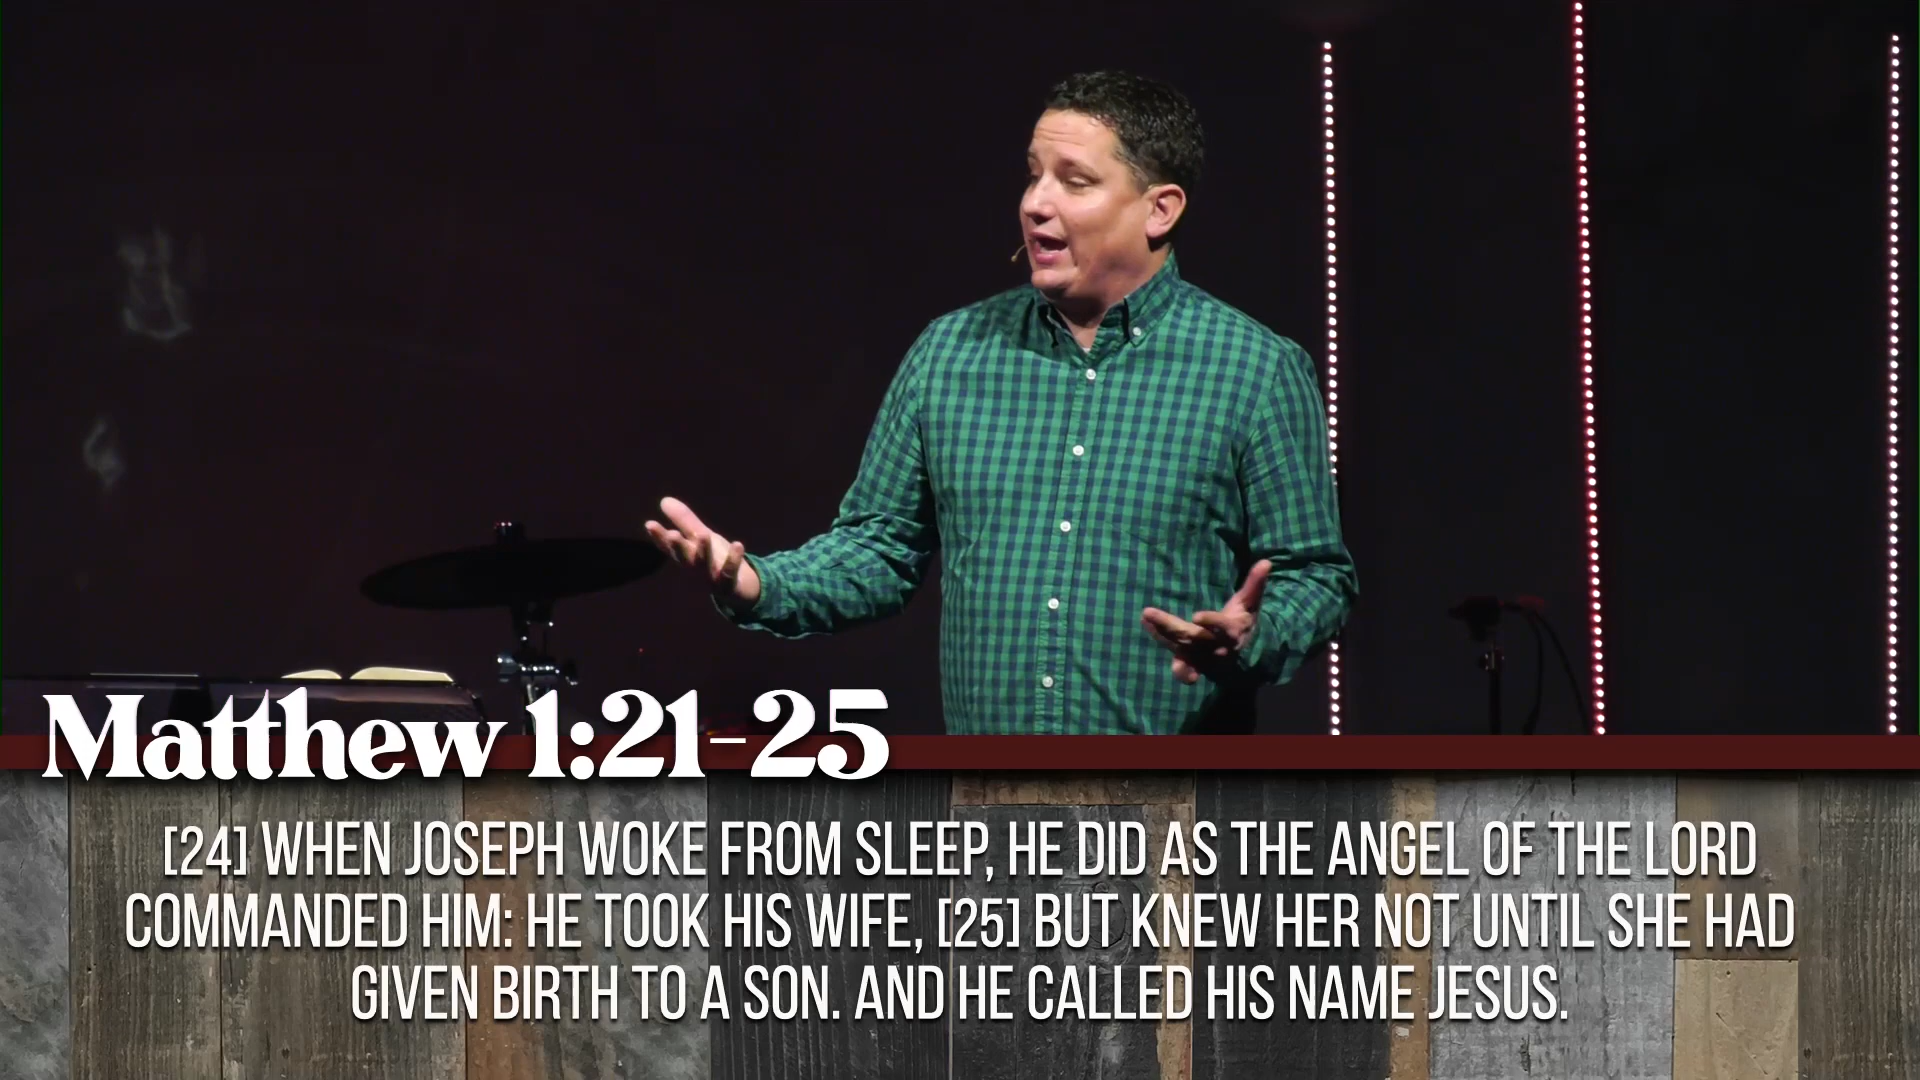 Matthew 1:21-25
[24] WHEN JOSEPH WOKE FROM SLEEP, HE DID AS THE ANGEL OF THE LORD
COMMANDED HIM: HE TOOK HIS WIFE, [25] BUT KNEW HER NOT UNTIL SHE HAD
GIVEN BIRTH TO A SON. AND HE CALLED HIS NAME JESUS.